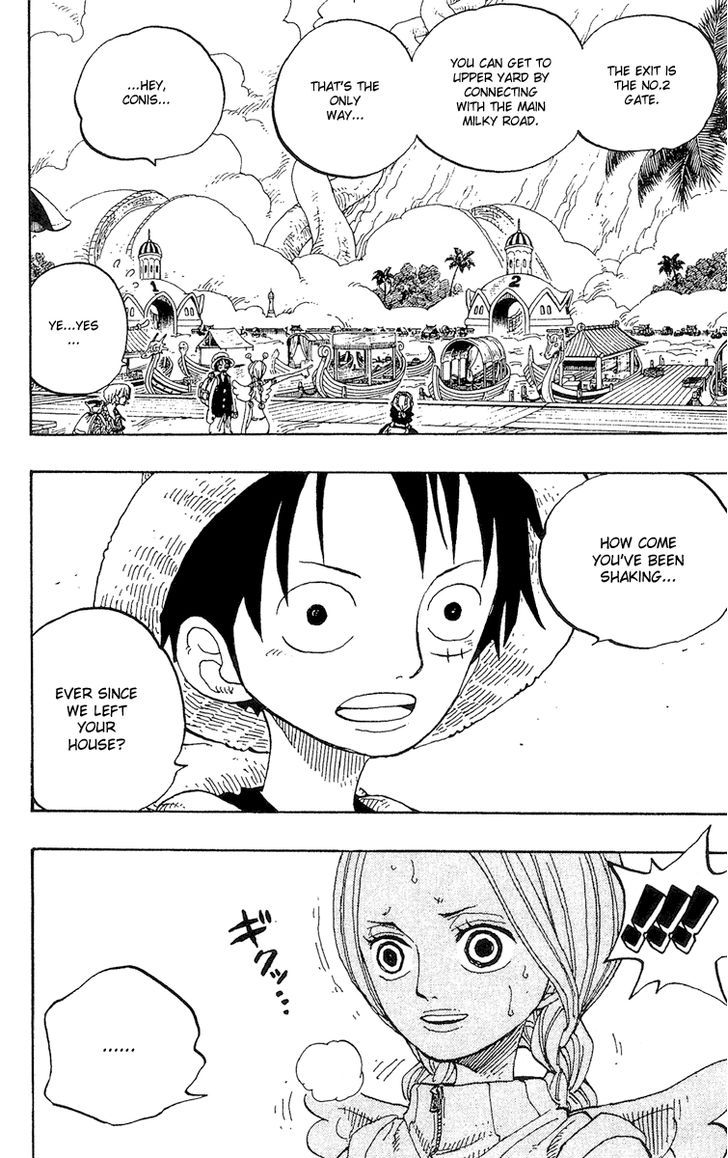 THE EXIT IS
THE NO.2
GATE.
YOU CAN GET TO
UPPER YARD BY
CONNECTING
WITH THE MAIN
MILKY ROAD.
THAT'S THE
ONLY
WAY...
...HEY,
CONIS...
YE...YES
...
1
2
HOW COME
YOU'VE BEEN
SHAKING...
EVER SINCE
WE LEFT
YOUR
HOUSE?
!!!!
ギクッ...
......